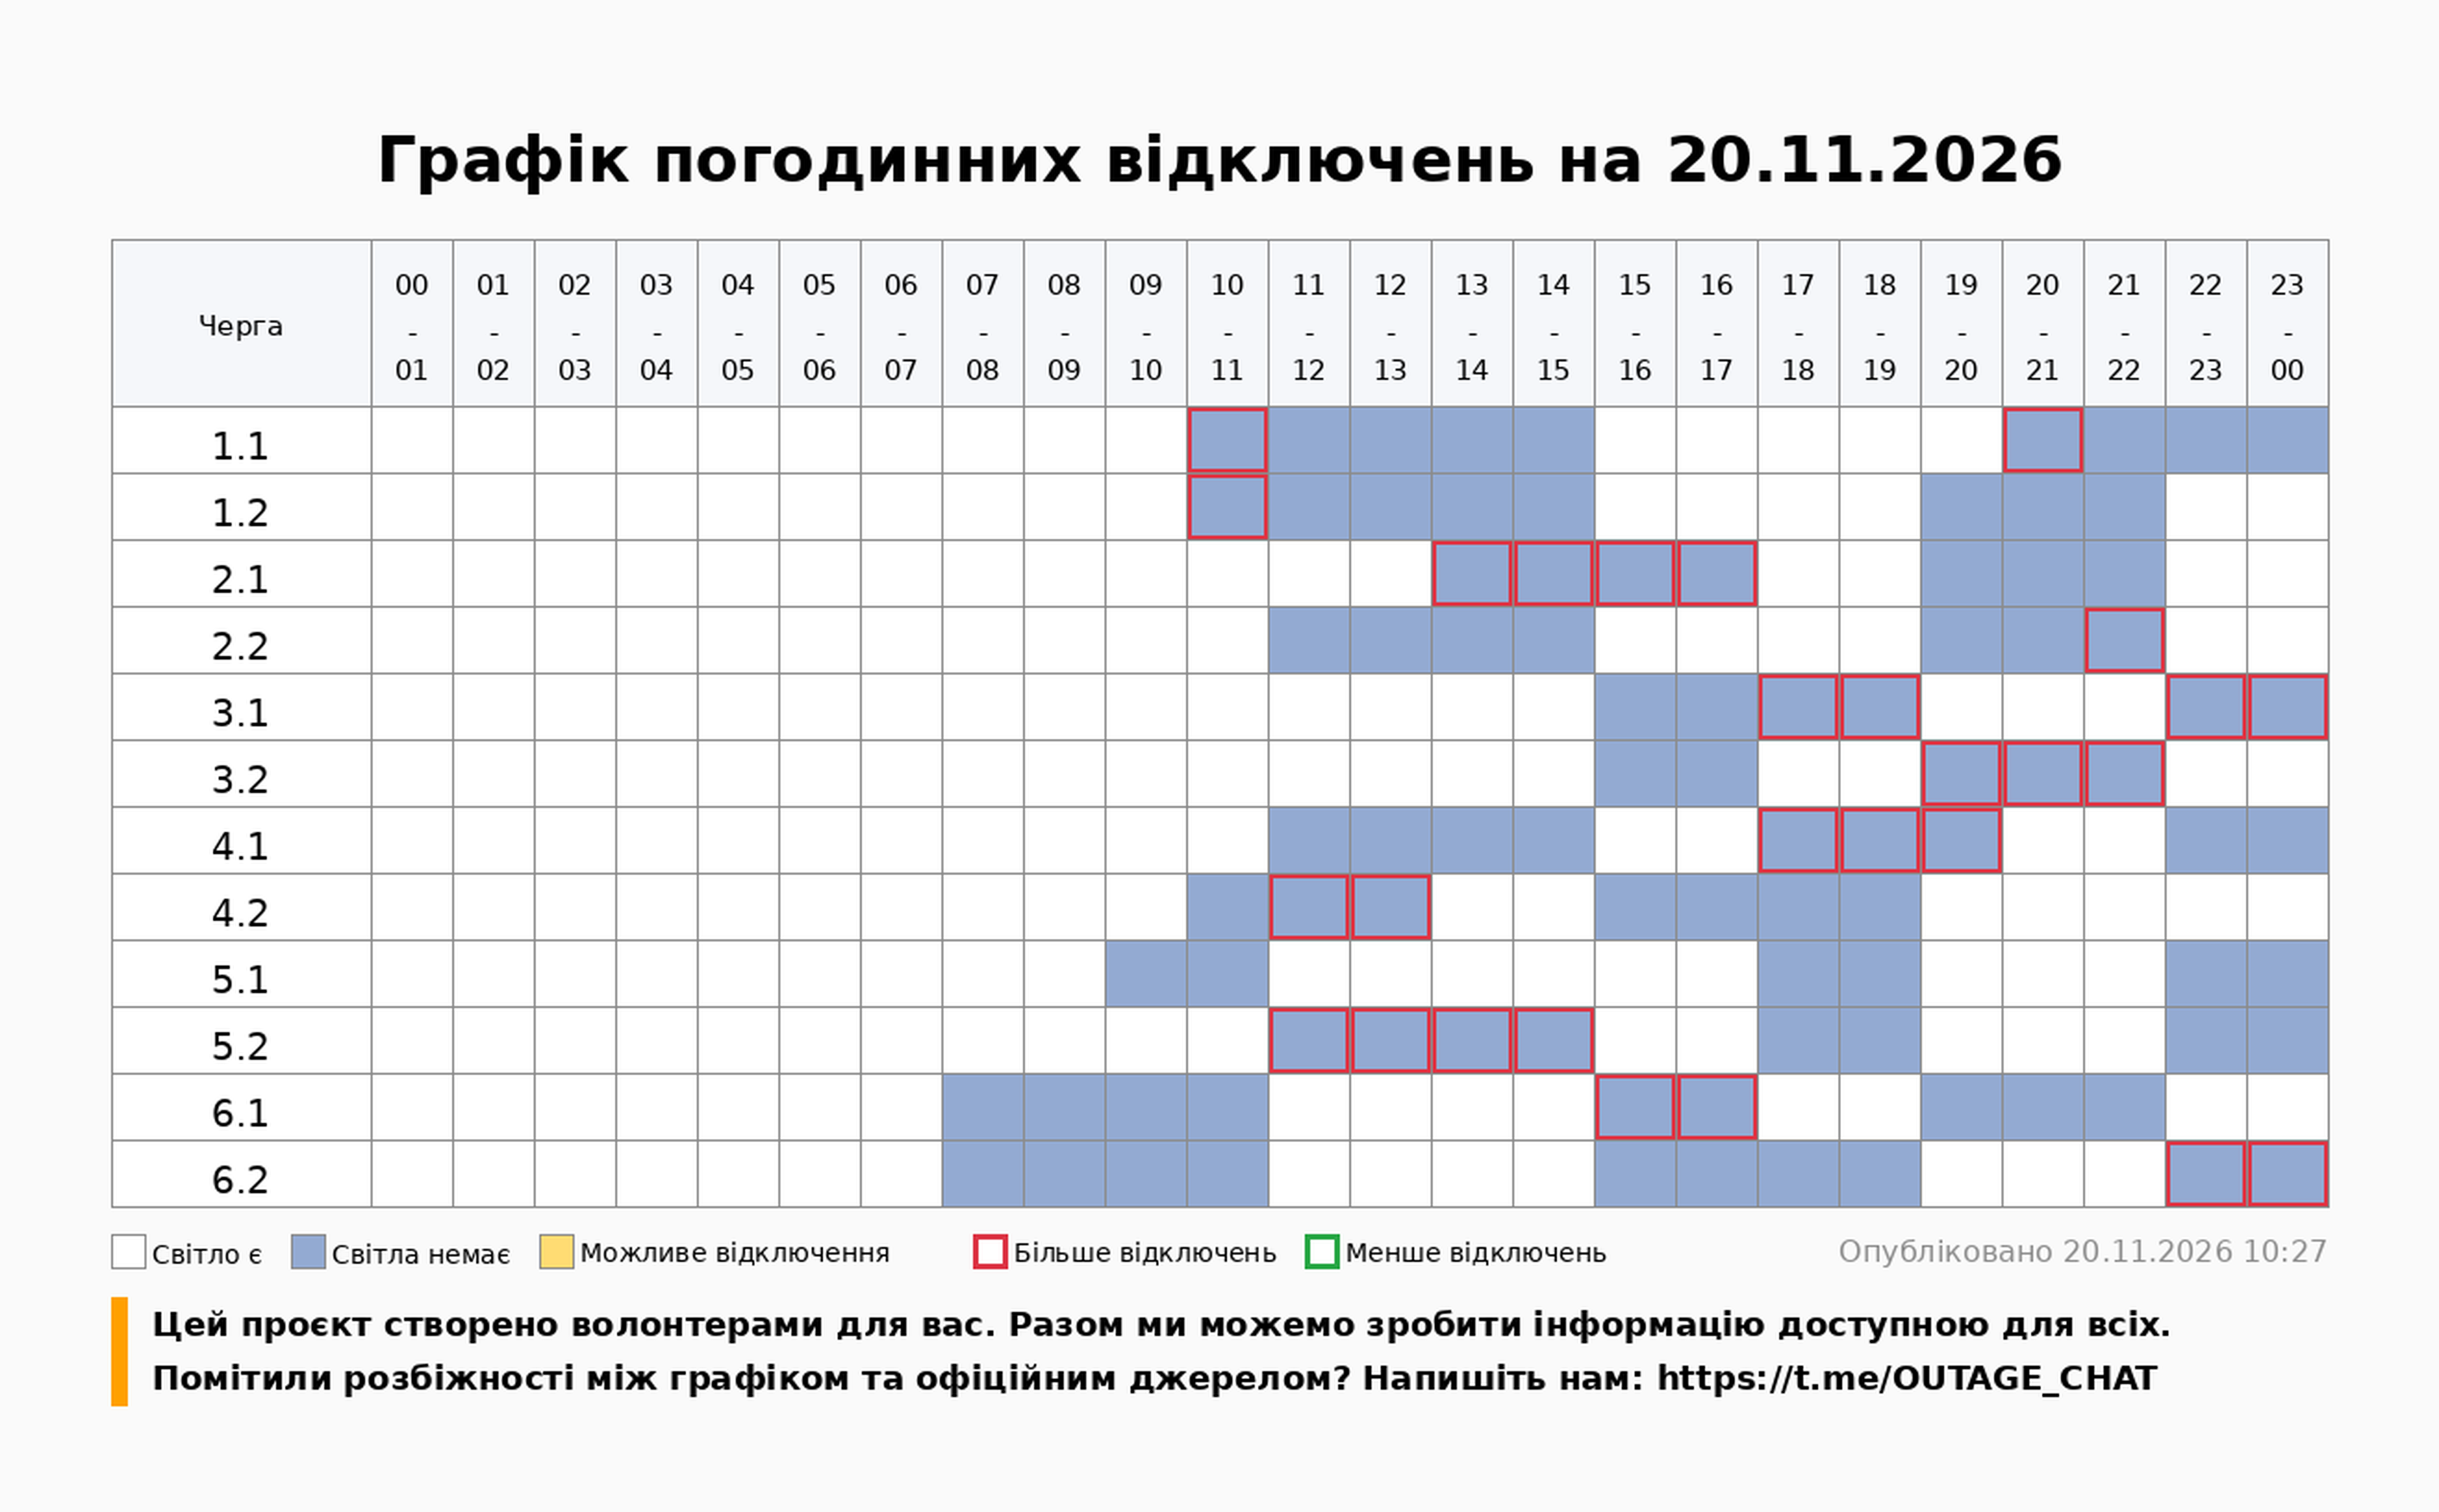 Графік погодинних відключень на 20.11.2026
Черга 00 - 01 01 - 02 02 - 03 03 - 04 04 - 05 05 - 06 06 - 07 07 - 08 08 - 09 09 - 10 10 - 11 11 - 12 12 - 13 13 - 14 14 - 15 15 - 16 16 - 17 17 - 18 18 - 19 19 - 20 20 - 21 21 - 22 22 - 23 23 - 00
1.1
1.2
2.1
2.2
3.1
3.2
4.1
4.2
5.1
5.2
6.1
6.2
Світло є Світла немає Можливе відключення Більше відключень Менше відключень Опубліковано 20.11.2026 10:27
Цей проєкт створено волонтерами для вас. Разом ми можемо зробити інформацію доступною для всіх.
Помітили розбіжності між графіком та офіційним джерелом? Напишіть нам: https://t.me/OUTAGE_CHAT